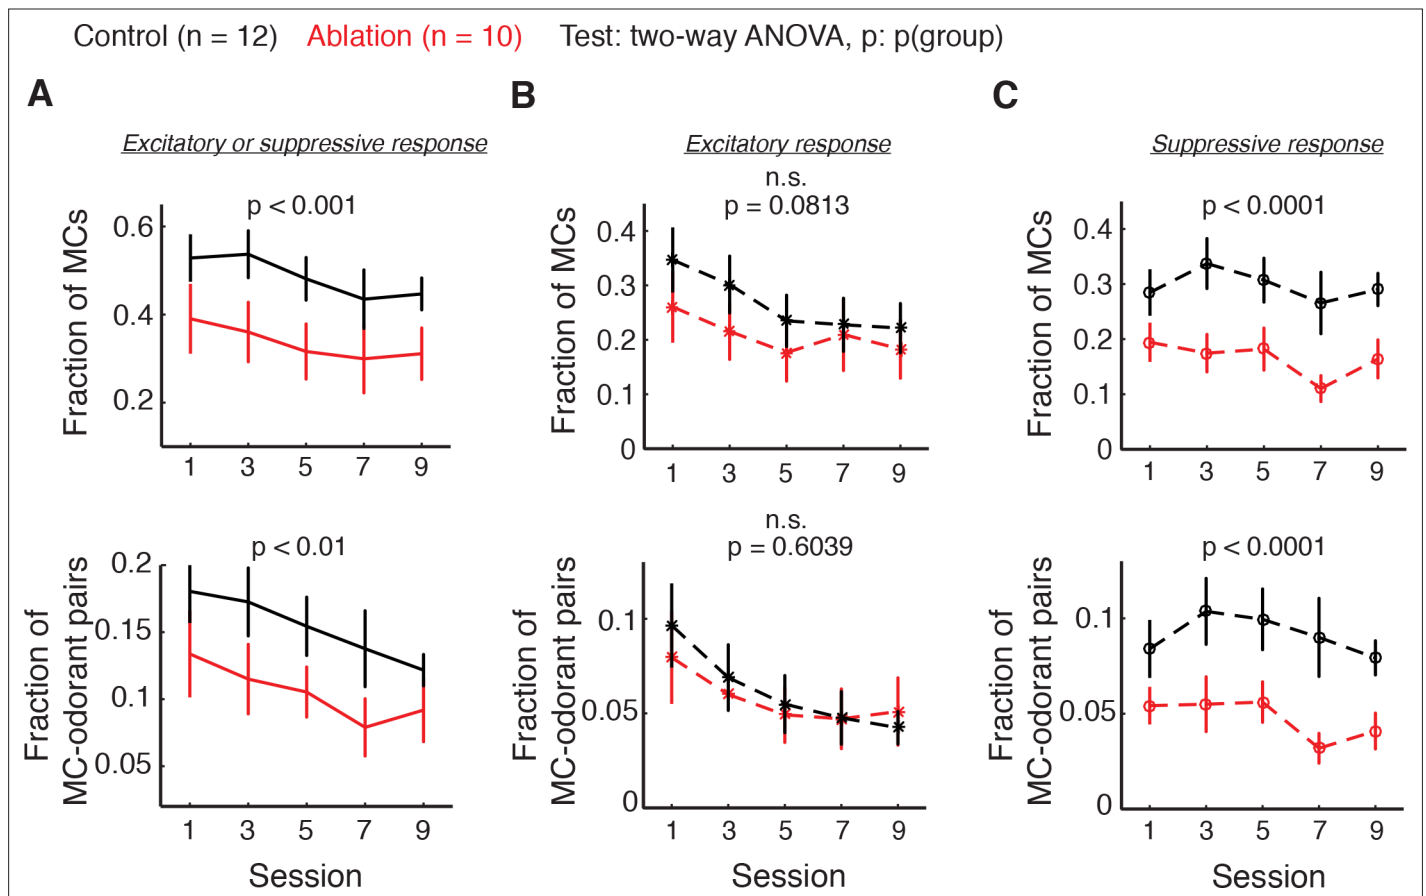 Control (n = 12) Ablation (n = 10) Test: two-way ANOVA, p: p(group)
A
Excitatory or suppressive response
p < 0.001
Fraction of MCs
0.6
0.4
0.2
1 3 5 7 9
p < 0.01
Fraction of
MC-odorant pairs
0.2
0.15
0.1
0.05
1 3 5 7 9
Session
B
Excitatory response
n.s.
p = 0.0813
Fraction of MCs
0.4
0.3
0.2
0.1
0
1 3 5 7 9
n.s.
p = 0.6039
Fraction of
MC-odorant pairs
0.1
0.05
0
1 3 5 7 9
Session
C
Suppressive response
p < 0.0001
Fraction of MCs
0.4
0.3
0.2
0.1
0
1 3 5 7 9
p < 0.0001
Fraction of
MC-odorant pairs
0.1
0.05
0
1 3 5 7 9
Session